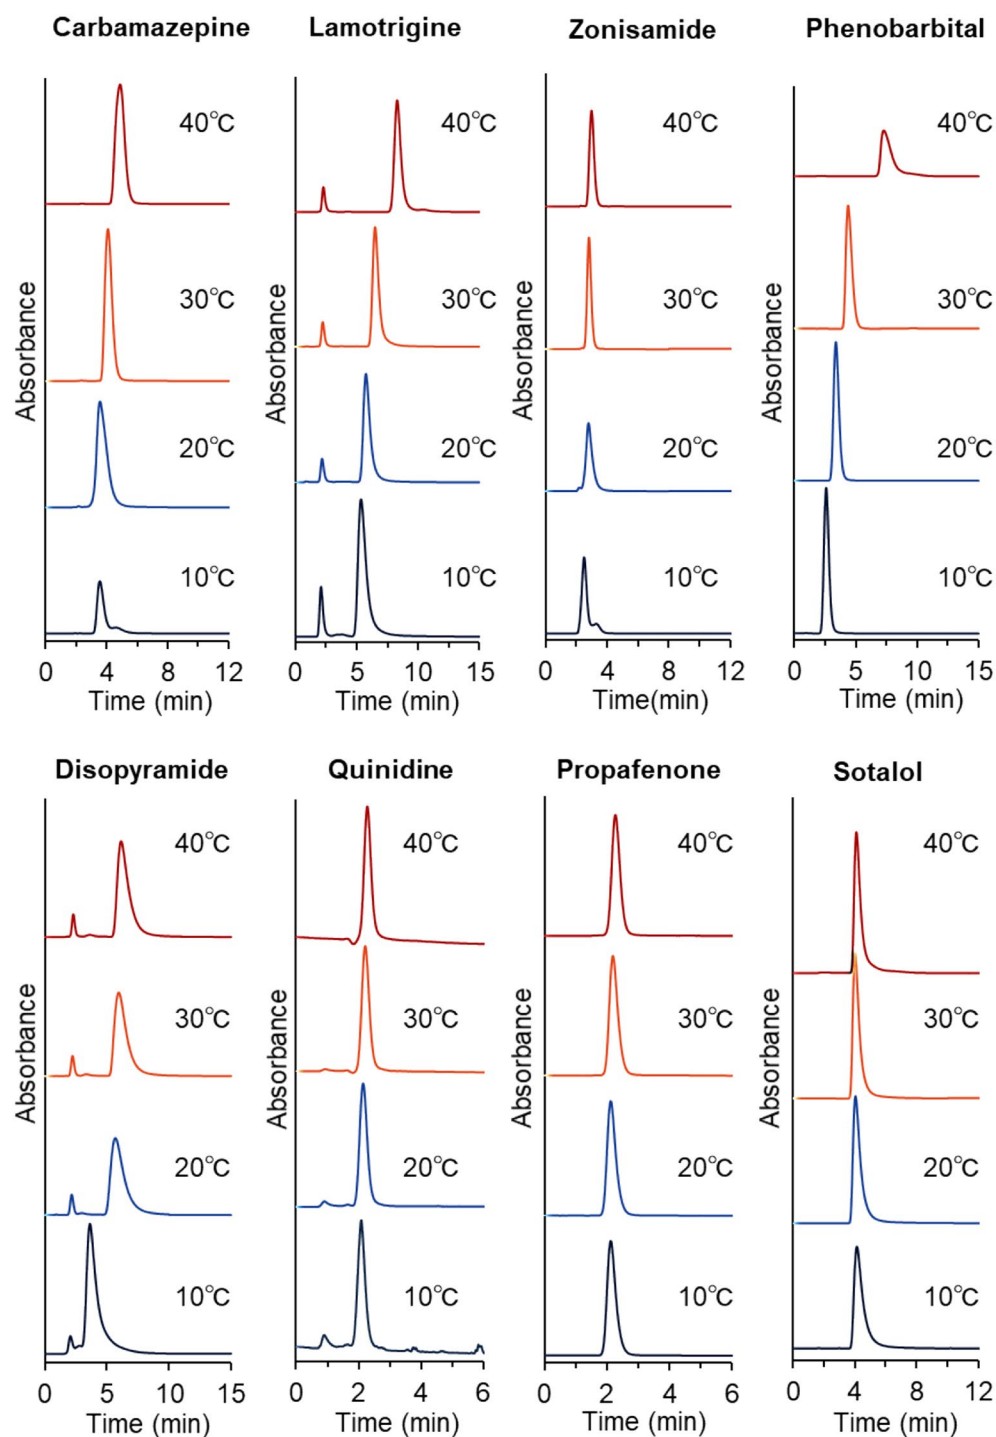 Carbamazepine
Lamotrigine
Zonisamide
Phenobarbital
Absorbance
40℃
30℃
20℃
10℃
0 4 8 12
Time (min)
Absorbance
40℃
30℃
20℃
10℃
0 5 10 15
Time (min)
Absorbance
40℃
30℃
20℃
10℃
0 4 8 12
Time(min)
Absorbance
40℃
30℃
20℃
10℃
0 5 10 15
Time (min)
Disopyramide
Quinidine
Propafenone
Sotalol
Absorbance
40℃
30℃
20℃
10℃
0 5 10 15
Time (min)
Absorbance
40℃
30℃
20℃
10℃
0 2 4 6
Time (min)
Absorbance
40℃
30℃
20℃
10℃
0 2 4 6
Time (min)
Absorbance
40℃
30℃
20℃
10℃
0 4 8 12
Time (min)